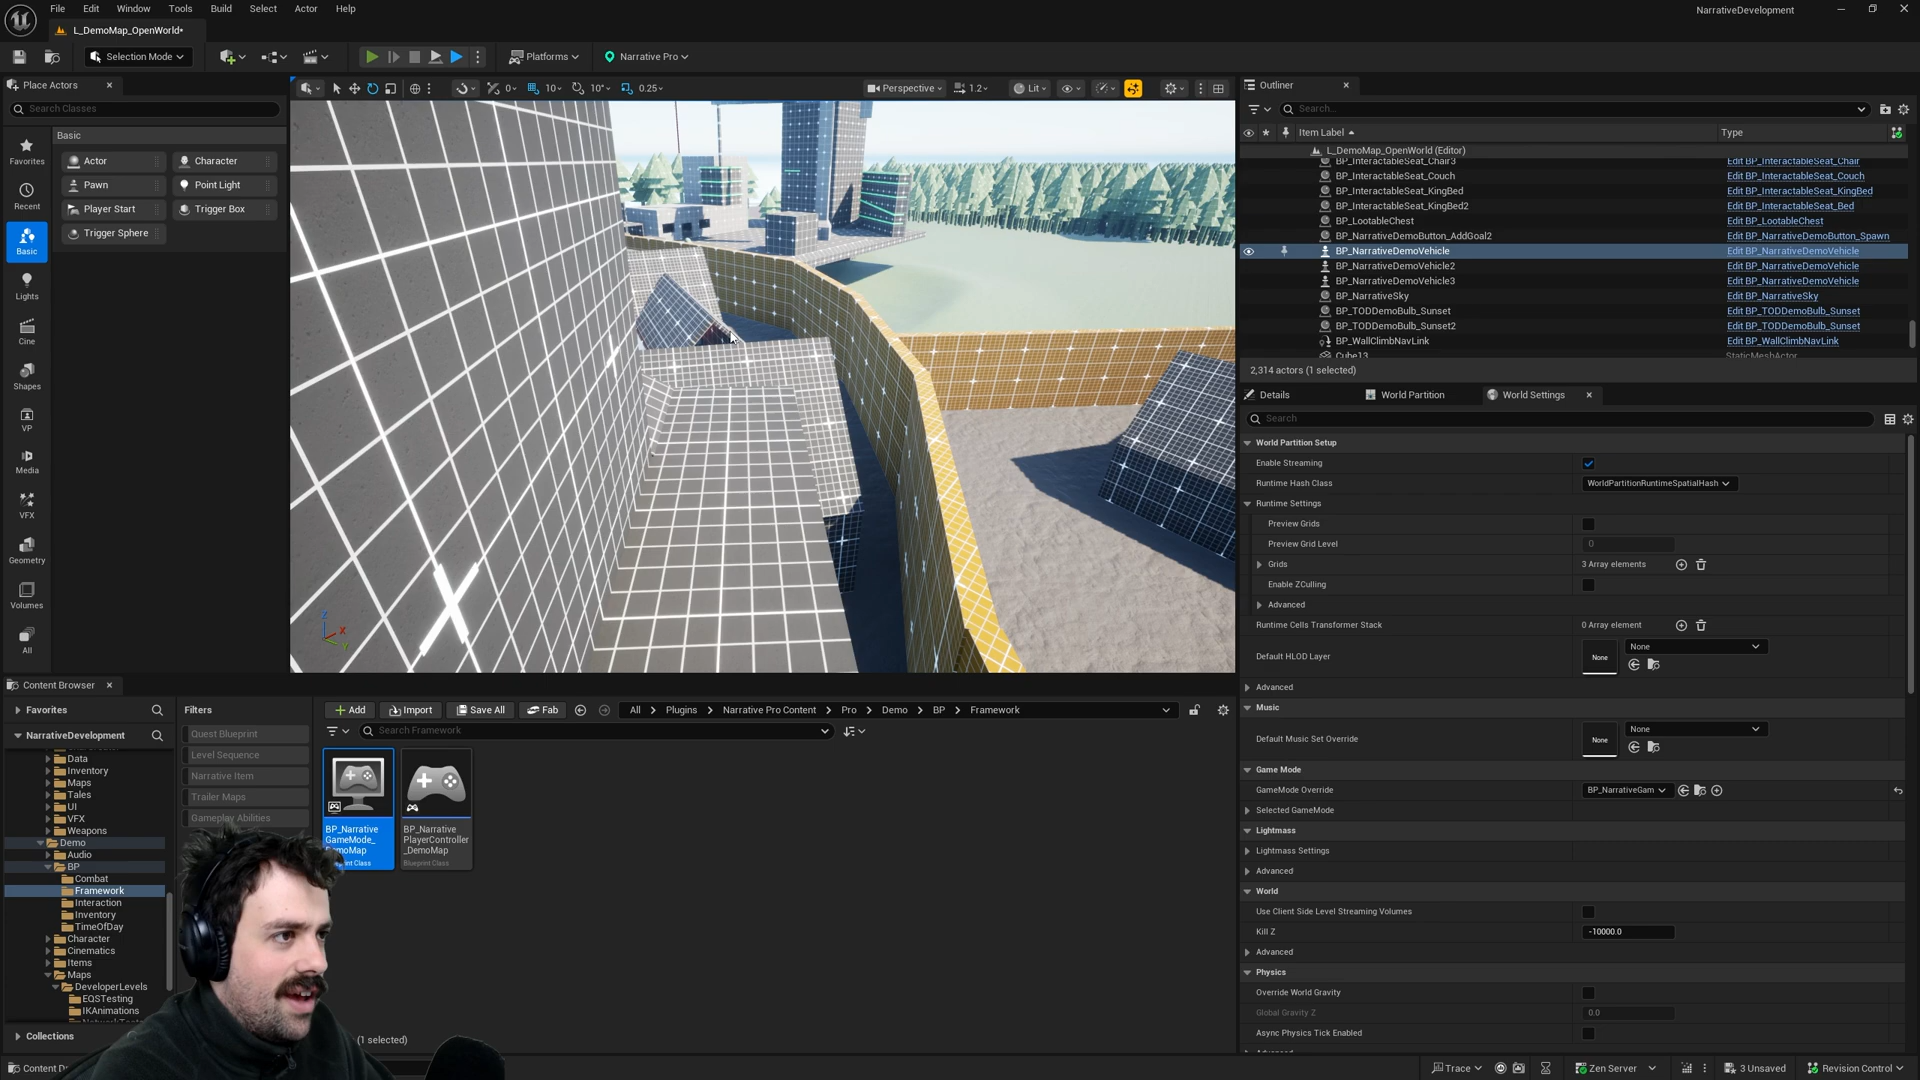 File Edit Window Tools Build Select Actor Help
NarrativeDevelopment
L_DemoMap_OpenWorld*
Selection Mode
Platforms
Narrative Pro
Place Actors
Search Classes
Favorites
Recent
Basic
Lights
Cine
Shapes
VP
Media
VFX
Geometry
Volumes
All
Basic
Actor
Character
Pawn
Point Light
Player Start
Trigger Box
Trigger Sphere
0
10
10°
0.25
Perspective
1.2
Lit
Z
X
Y
Outliner
Search...
Item Label
Type
L_DemoMap_OpenWorld (Editor)
BP_InteractableSeat_Chair3 Edit BP_InteractableSeat_Chair
BP_InteractableSeat_Couch Edit BP_InteractableSeat_Couch
BP_InteractableSeat_KingBed Edit BP_InteractableSeat_KingBed
BP_InteractableSeat_KingBed2 Edit BP_InteractableSeat_Bed
BP_LootableChest Edit BP_LootableChest
BP_NarrativeDemoButton_AddGoal2 Edit BP_NarrativeDemoButton_Spawn
BP_NarrativeDemoVehicle Edit BP_NarrativeDemoVehicle
BP_NarrativeDemoVehicle2 Edit BP_NarrativeDemoVehicle
BP_NarrativeDemoVehicle3 Edit BP_NarrativeDemoVehicle
BP_NarrativeSky Edit BP_NarrativeSky
BP_TODDemoBulb_Sunset Edit BP_TODDemoBulb_Sunset
BP_TODDemoBulb_Sunset2 Edit BP_TODDemoBulb_Sunset
BP_WallClimbNavLink Edit BP_WallClimbNavLink
Cube13 StaticMeshActor
2,314 actors (1 selected)
Details
World Partition
World Settings
Search
World Partition Setup
Enable Streaming
Runtime Hash Class WorldPartitionRuntimeSpatialHash
Runtime Settings
Preview Grids
Preview Grid Level 0
Grids 3 Array elements
Enable ZCulling
Advanced
Runtime Cells Transformer Stack 0 Array element
Default HLOD Layer None None
Advanced
Music
Default Music Set Override None None
Game Mode
GameMode Override BP_NarrativeGam
Selected GameMode
Lightmass
Lightmass Settings
Advanced
World
Use Client Side Level Streaming Volumes
Kill Z -10000.0
Advanced
Physics
Override World Gravity
Global Gravity Z 0.0
Async Physics Tick Enabled
Content Browser
Favorites
NarrativeDevelopment
Data
Inventory
Maps
Tales
UI
VFX
Weapons
Demo
Audio
BP
Combat
Framework
Interaction
Inventory
TimeOfDay
Character
Cinematics
Items
Maps
DeveloperLevels
EQSTesting
IKAnimations
Collections
Filters
Quest Blueprint
Level Sequence
Narrative Item
Trailer Maps
Gameplay Abilities
Add
Import
Save All
Fab
All > Plugins > Narrative Pro Content > Pro > Demo > BP > Framework
Search Framework
BP_Narrative
GameMode_
DemoMap
BP_Narrative
PlayerController
_DemoMap
Blueprint Class
(1 selected)
Trace
Zen Server
3 Unsaved
Revision Control